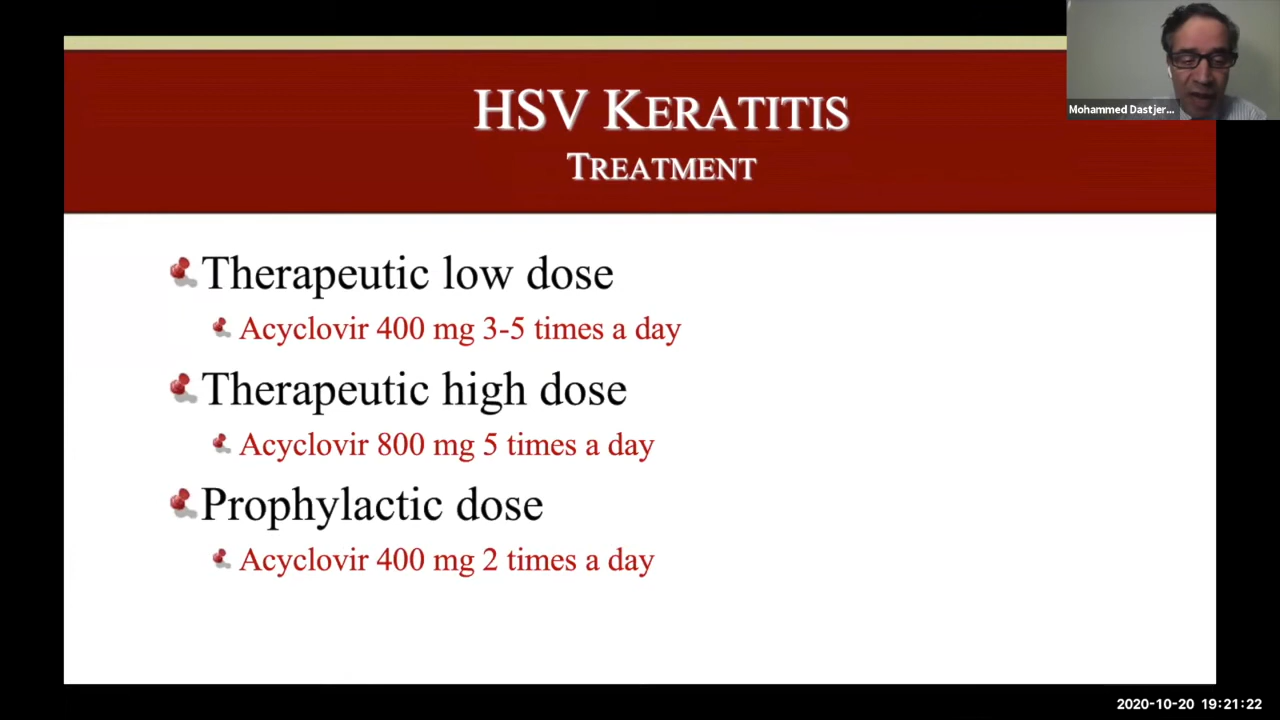 HSV KERATITIS
TREATMENT
Mohammed Dastjer...
Therapeutic low dose
Acyclovir 400 mg 3-5 times a day
Therapeutic high dose
Acyclovir 800 mg 5 times a day
Prophylactic dose
Acyclovir 400 mg 2 times a day
2020-10-20 19:21:22